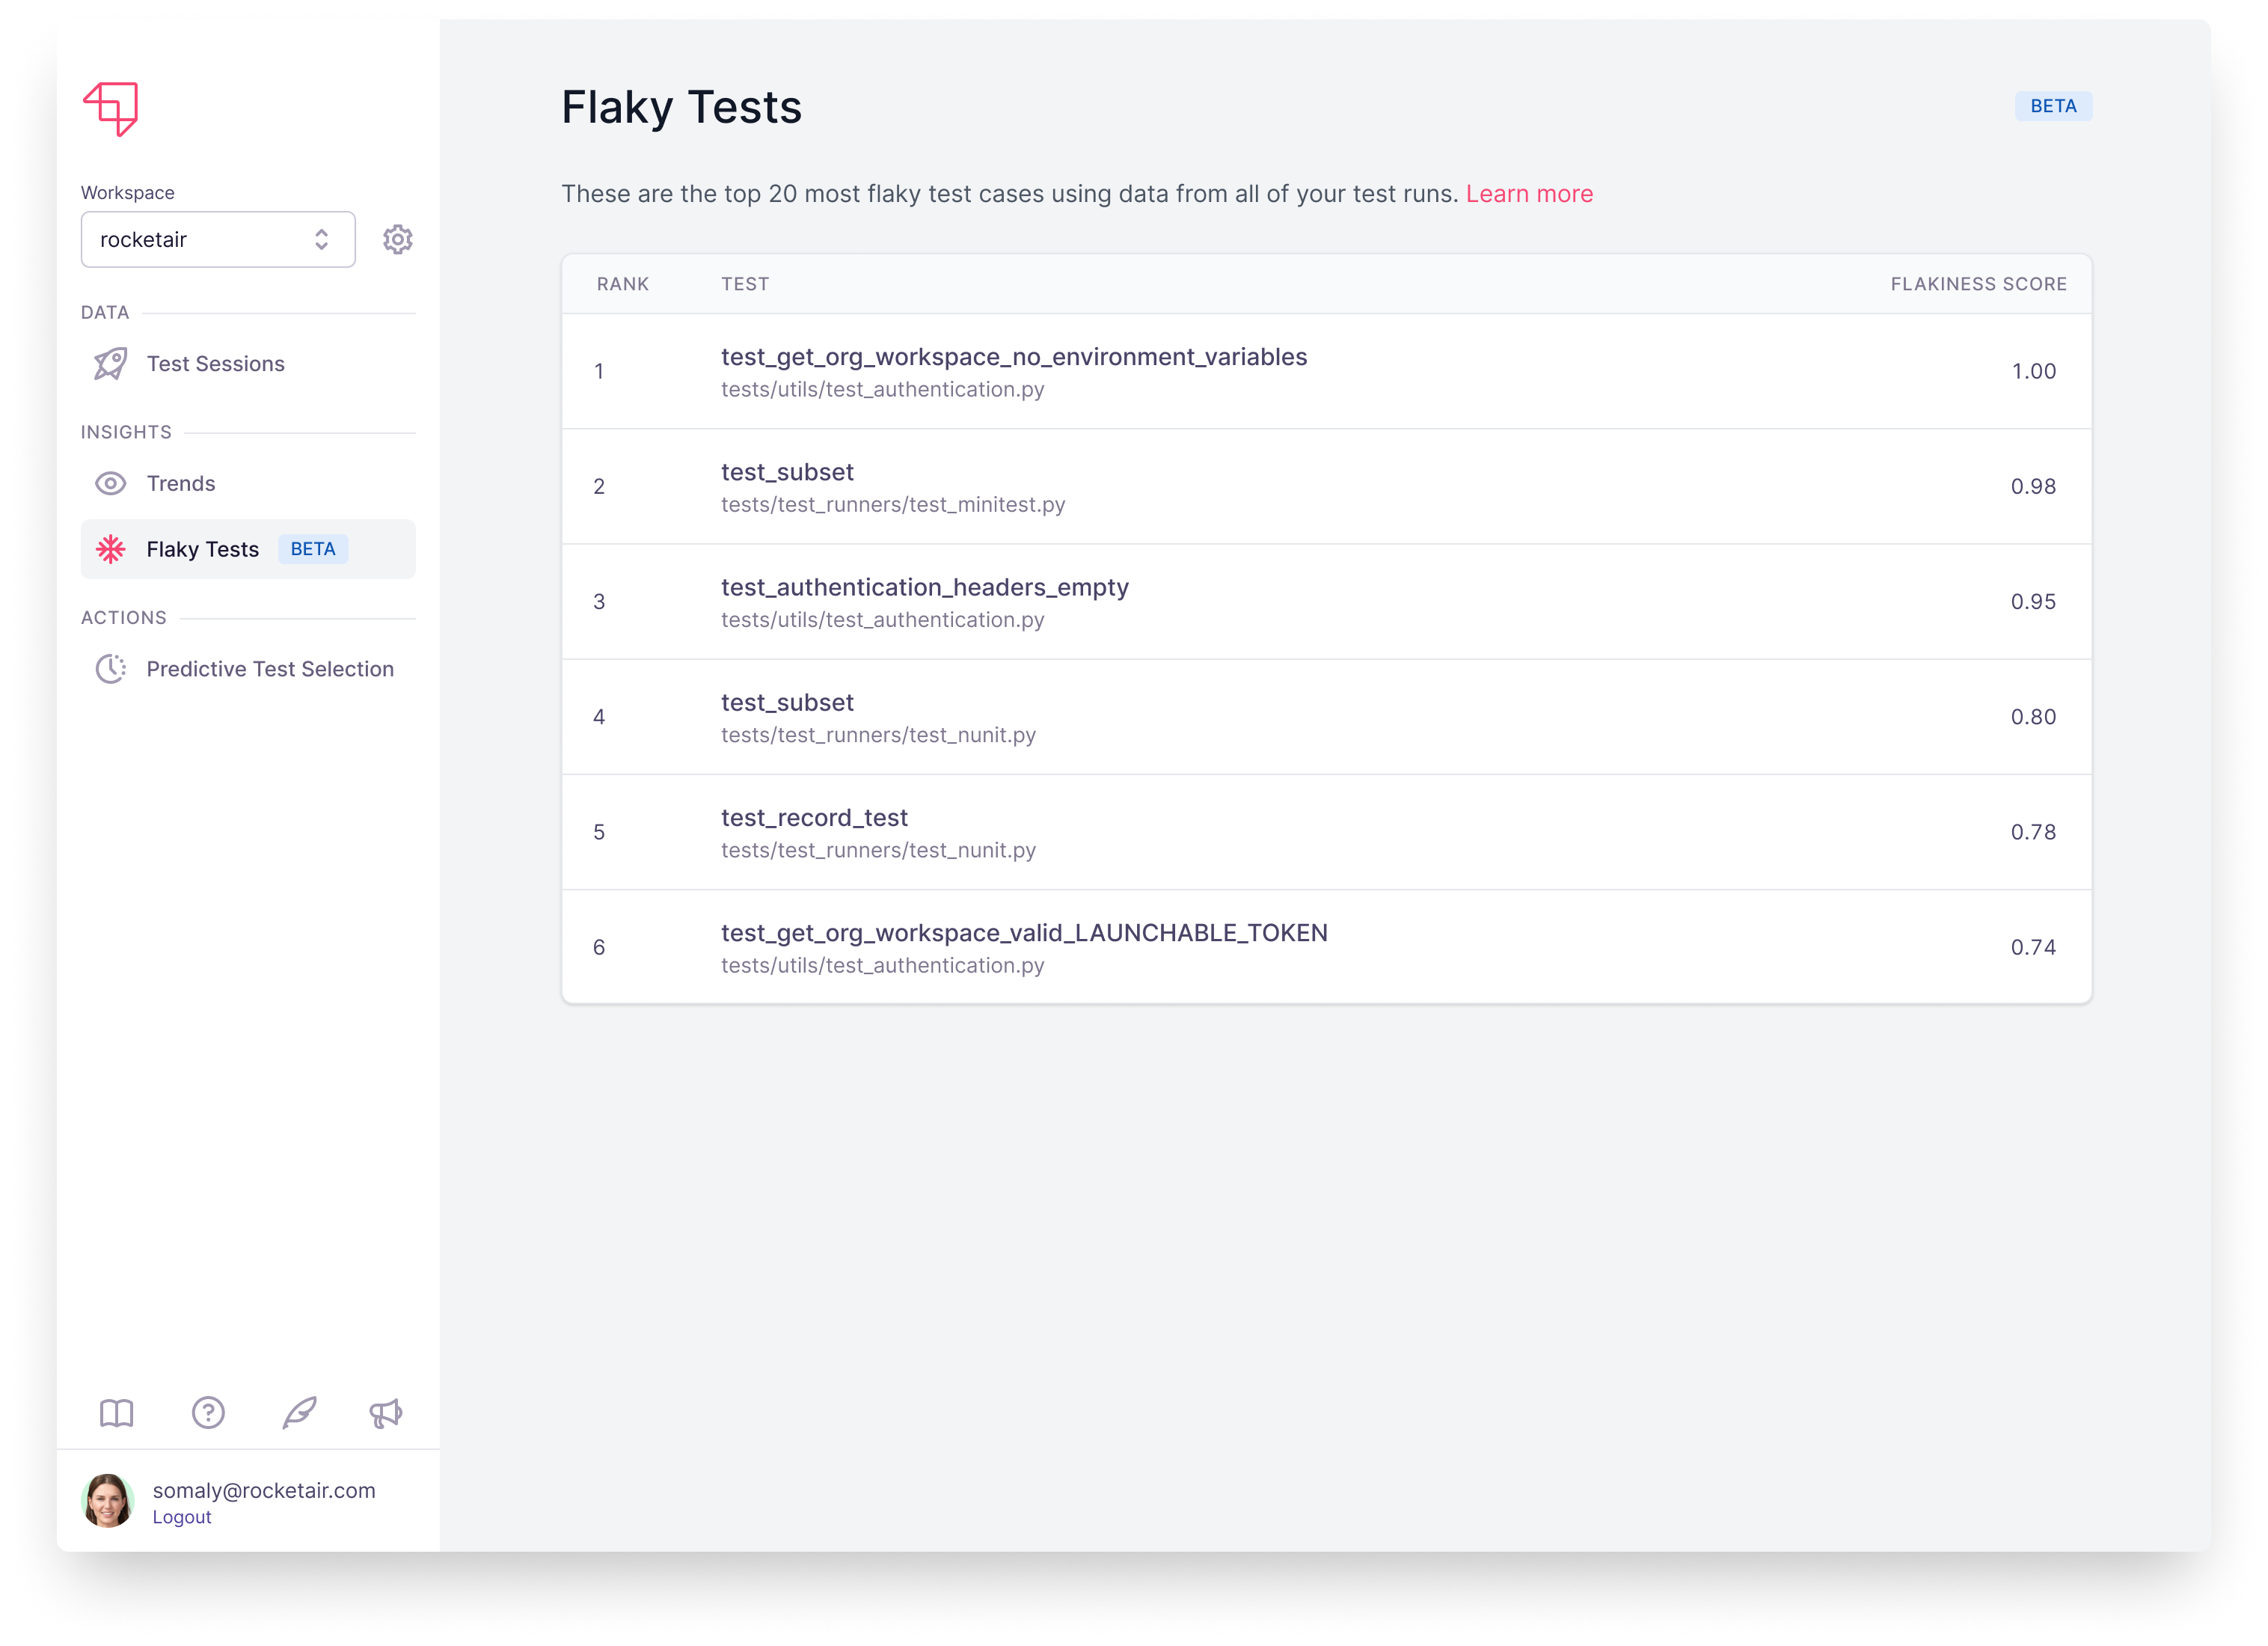 Workspace
rocketair
DATA
Test Sessions
INSIGHTS
Trends
Flaky Tests BETA
ACTIONS
Predictive Test Selection
somaly@rocketair.com
Logout
Flaky Tests BETA
These are the top 20 most flaky test cases using data from all of your test runs. Learn more
RANK TEST FLAKINESS SCORE
1 test_get_org_workspace_no_environment_variables 1.00
tests/utils/test_authentication.py
2 test_subset 0.98
tests/test_runners/test_minitest.py
3 test_authentication_headers_empty 0.95
tests/utils/test_authentication.py
4 test_subset 0.80
tests/test_runners/test_nunit.py
5 test_record_test 0.78
tests/test_runners/test_nunit.py
6 test_get_org_workspace_valid_LAUNCHABLE_TOKEN 0.74
tests/utils/test_authentication.py